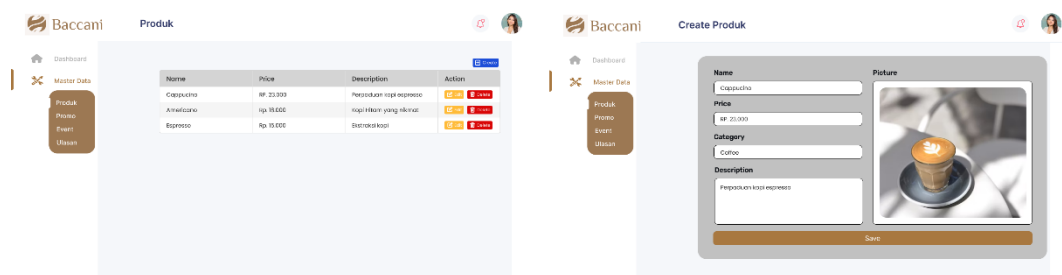 Baccani
Produk
Dashboard
Master Data
Produk
Promo
Event
Ulasan
Create
Name Price Description Action
Cappucino RP. 23.000 Perpaduan kopi espresso Edit Delete
Americano Rp. 18.000 Kopi Hitam yang nikmat Edit Delete
Espresso Rp. 15.000 Ekstraksi kopi Edit Delete
Baccani
Create Produk
Dashboard
Master Data
Produk
Promo
Event
Ulasan
Name
Cappucino
Price
RP. 23.000
Category
Coffee
Description
Perpaduan kopi espresso
Picture
Save